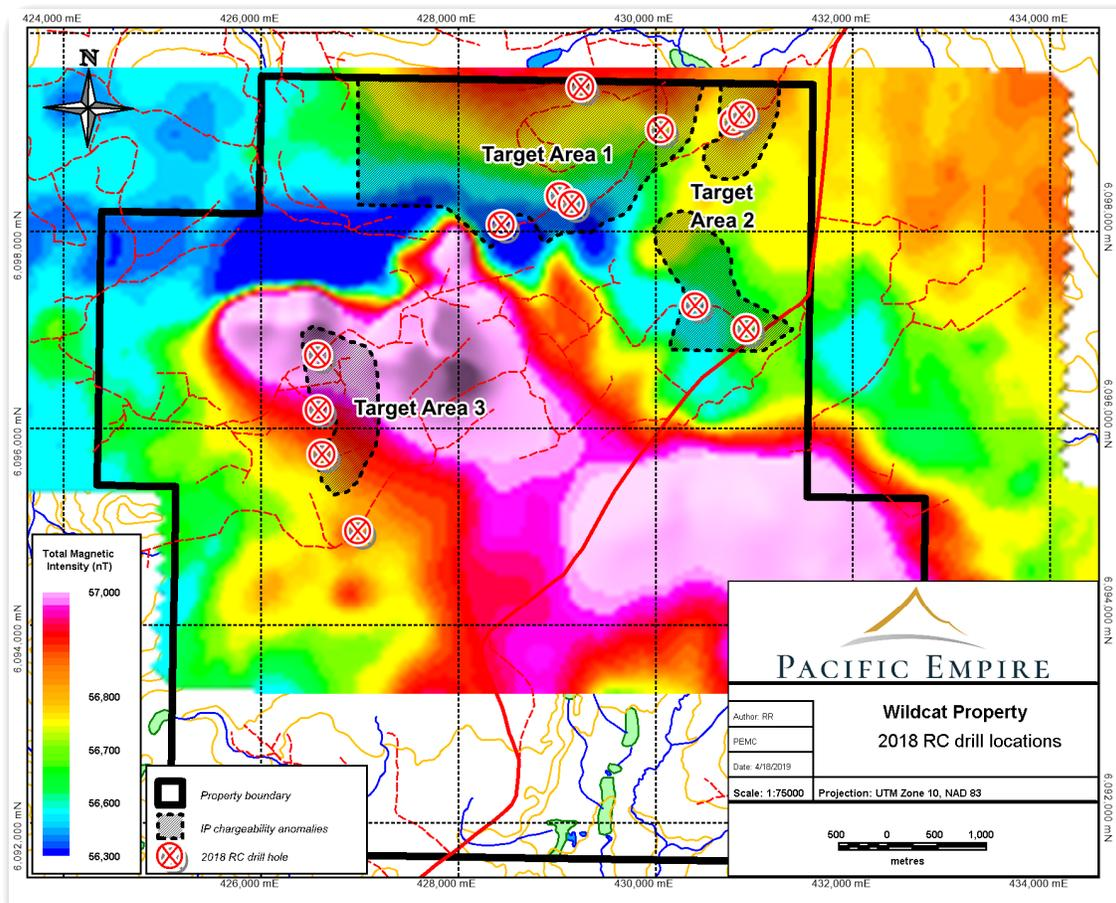 424,000 mE
426,000 mE
428,000 mE
430,000 mE
432,000 mE
434,000 mE
N
Target Area 1
Target
Area 2
Target Area 3
6,098,000 mN
6,096,000 mN
6,094,000 mN
6,092,000 mN
6,098,000 mN
6,096,000 mN
6,094,000 mN
6,092,000 mN
Total Magnetic
Intensity (nT)
57,000
56,800
56,700
56,600
56,300
Property boundary
IP chargeability anomalies
2018 RC drill hole
PACIFIC EMPIRE
Author: RR
PEMC
Date: 4/18/2019
Wildcat Property
2018 RC drill locations
Scale: 1:75000
Projection: UTM Zone 10, NAD 83
500 0 500 1,000
metres
426,000 mE
428,000 mE
430,000 mE
432,000 mE
434,000 mE